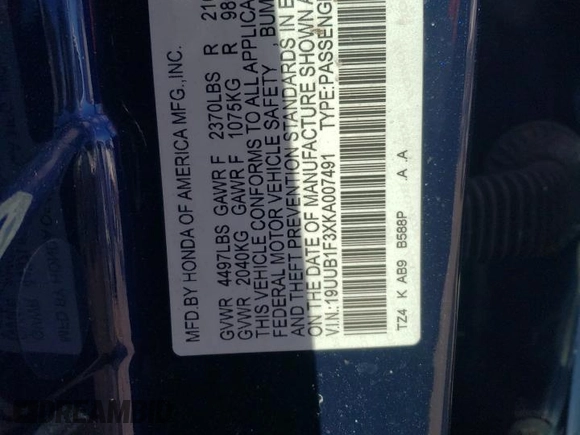 MFD.BY HONDA OF AMERICA MFG.,INC.
GVWR 4497LBS GAWR F 2370LBS R
GVWR 2040KG GAWR F 1075KG R
THIS VEHICLE CONFORMS TO ALL
FEDERAL MOTOR VEHICLE SAFETY , BUM
AND THEFT PREVENTION STANDARDS IN
ON THE DATE OF MANUFACTURE SHOWN
V.I.N.:19UUB1F3XKA007491 TYPE:PASSENG
TZ4 K AB9 B588P A .A
DREAMBID